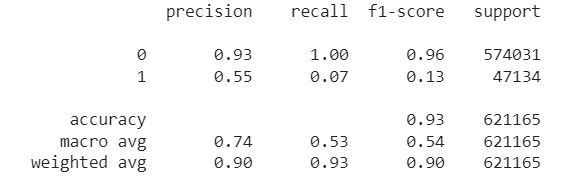 precision recall f1-score support
0 0.93 1.00 0.96 574031
1 0.55 0.07 0.13 47134
accuracy 0.93 621165
macro avg 0.74 0.53 0.54 621165
weighted avg 0.90 0.93 0.90 621165